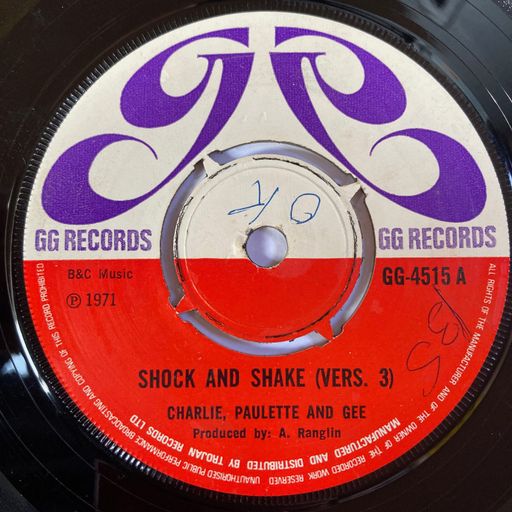 GG RECORDS
GG RECORDS
B&C Music
Ⓟ 1971
GG-4515 A
SHOCK AND SHAKE (VERS. 3)
CHARLIE, PAULETTE AND GEE
Produced by: A. Ranglin
ALL RIGHTS OF THE MANUFACTURER AND OF THE OWNER OF THE RECORDED WORK RESERVED UNAUTHORISED PUBLIC PERFORMANCE BROADCASTING AND COPYING OF THIS RECORD PROHIBITED
MANUFACTURED AND DISTRIBUTED BY TROJAN RECORDS LTD